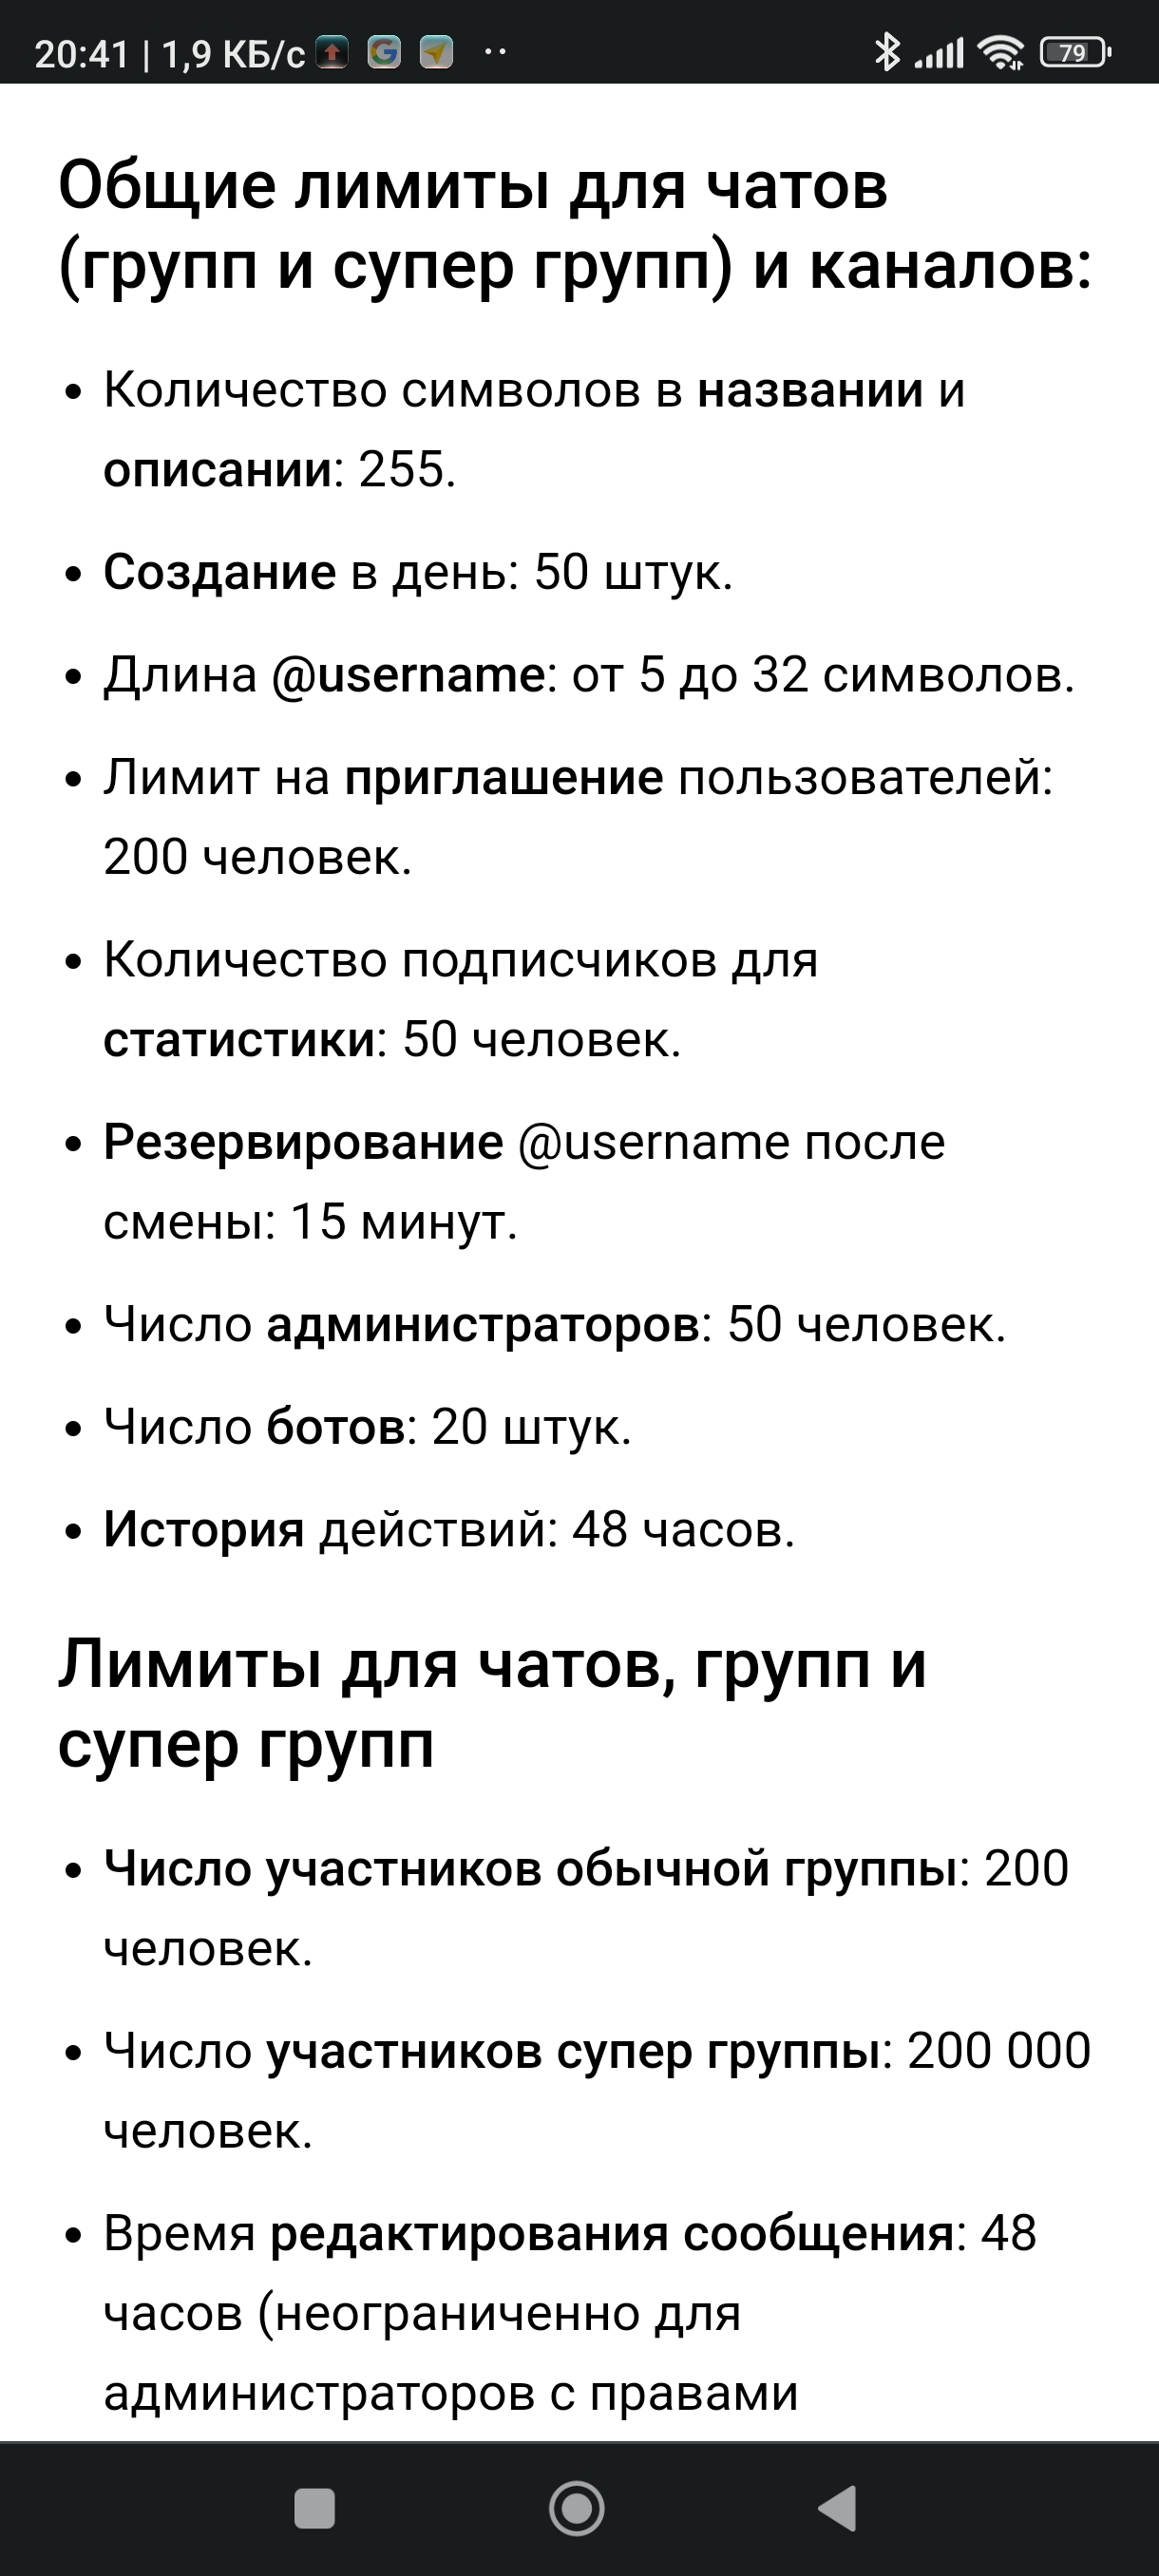 20:41 | 1,9 КБ/с
79
Общие лимиты для чатов
(групп и супер групп) и каналов:
• Количество символов в названии и
описании: 255.
• Создание в день: 50 штук.
• Длина @username: от 5 до 32 символов.
• Лимит на приглашение пользователей:
200 человек.
• Количество подписчиков для
статистики: 50 человек.
• Резервирование @username после
смены: 15 минут.
• Число администраторов: 50 человек.
• Число ботов: 20 штук.
• История действий: 48 часов.
Лимиты для чатов, групп и
супер групп
• Число участников обычной группы: 200
человек.
• Число участников супер группы: 200 000
человек.
• Время редактирования сообщения: 48
часов (неограниченно для
администраторов с правами